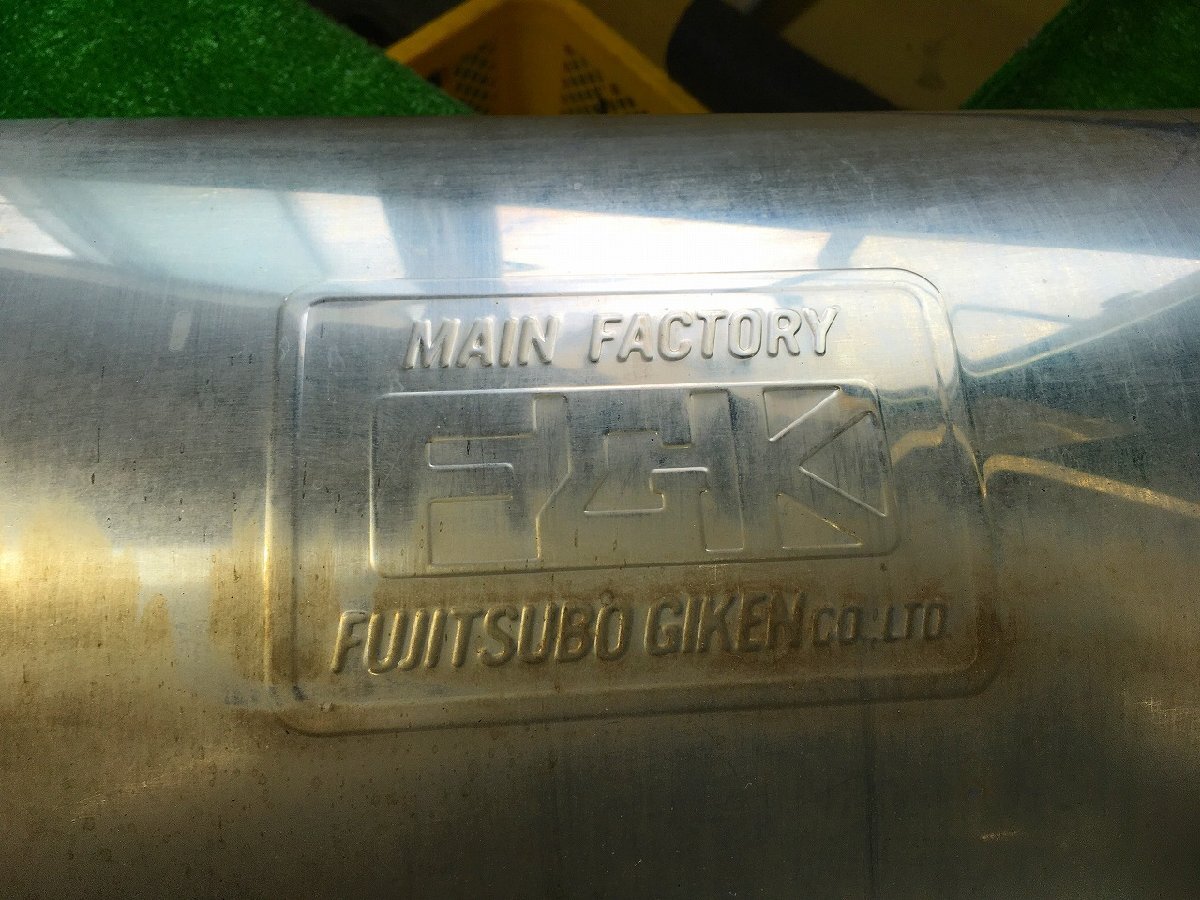 MAIN FACTORY
FGK
FUJITSUBO GIKEN CO.,LTD